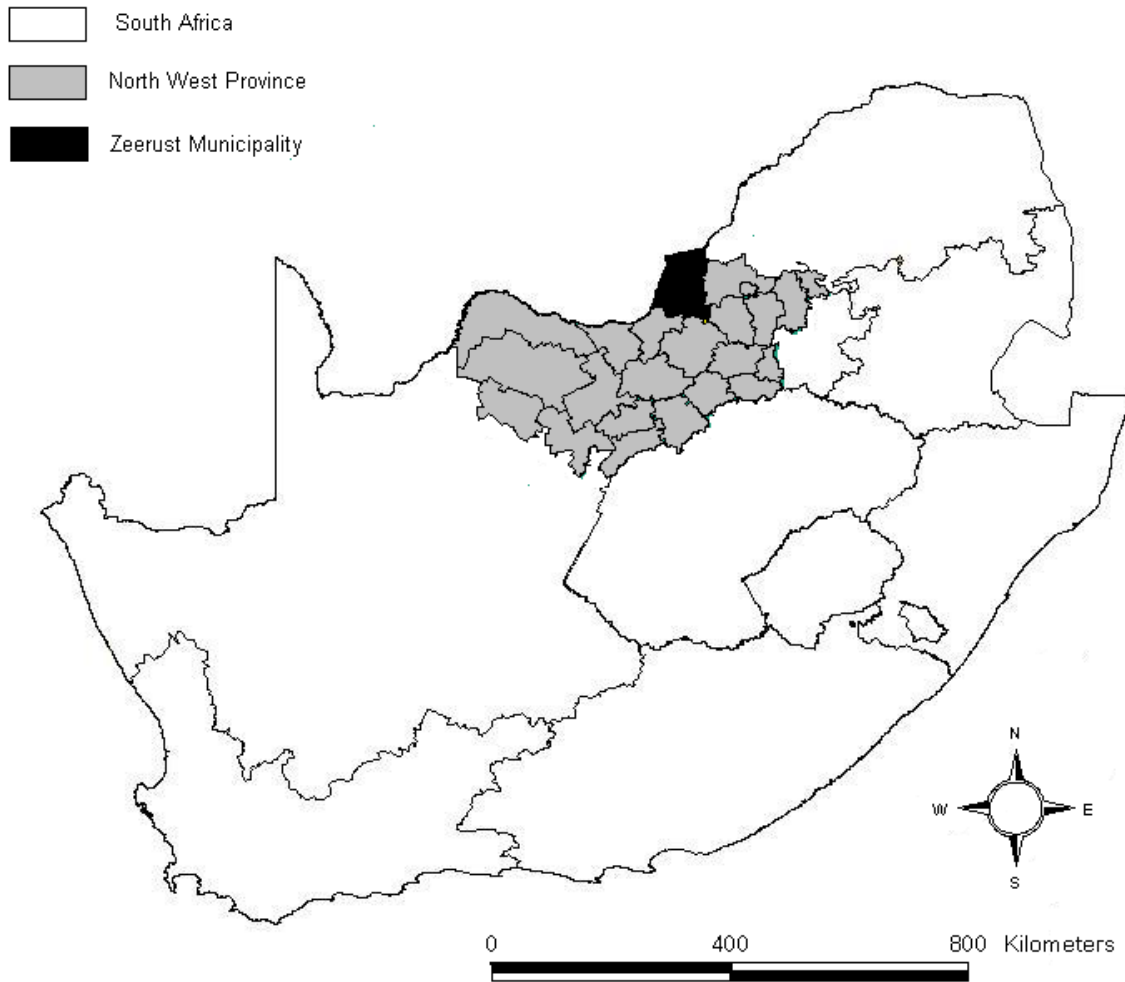 South Africa
North West Province
Zeerust Municipality
N
W E
S
0 400 800 Kilometers